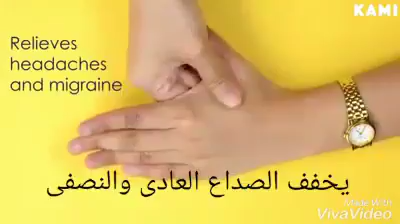 KAMI
Relieves
headaches
and migraine
يخفف الصداع العادى والنصفى
Made With
VivaVideo